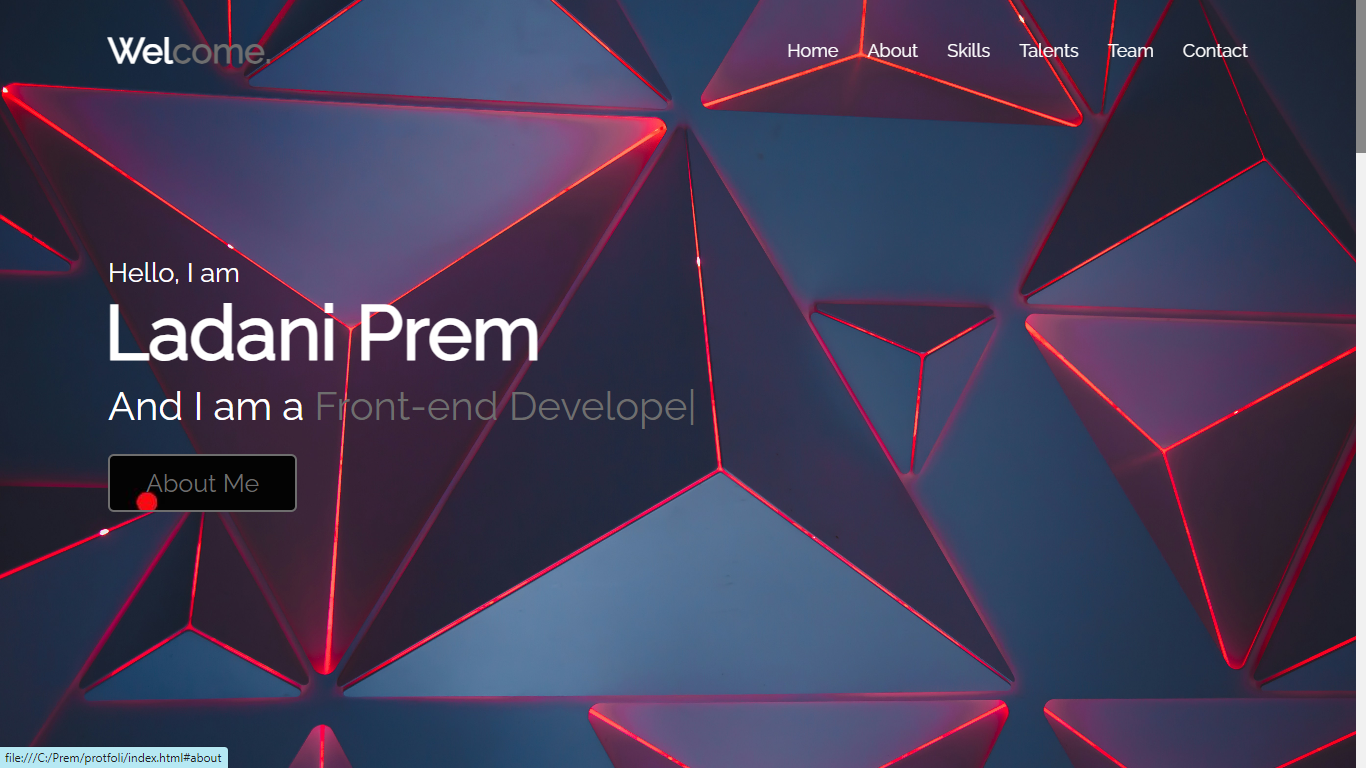 Welcome.
Home About Skills Talents Team Contact
Hello, I am
Ladani Prem
And I am a Front-end Develope|
About Me
file:///C:/Prem/protfoli/index.html#about